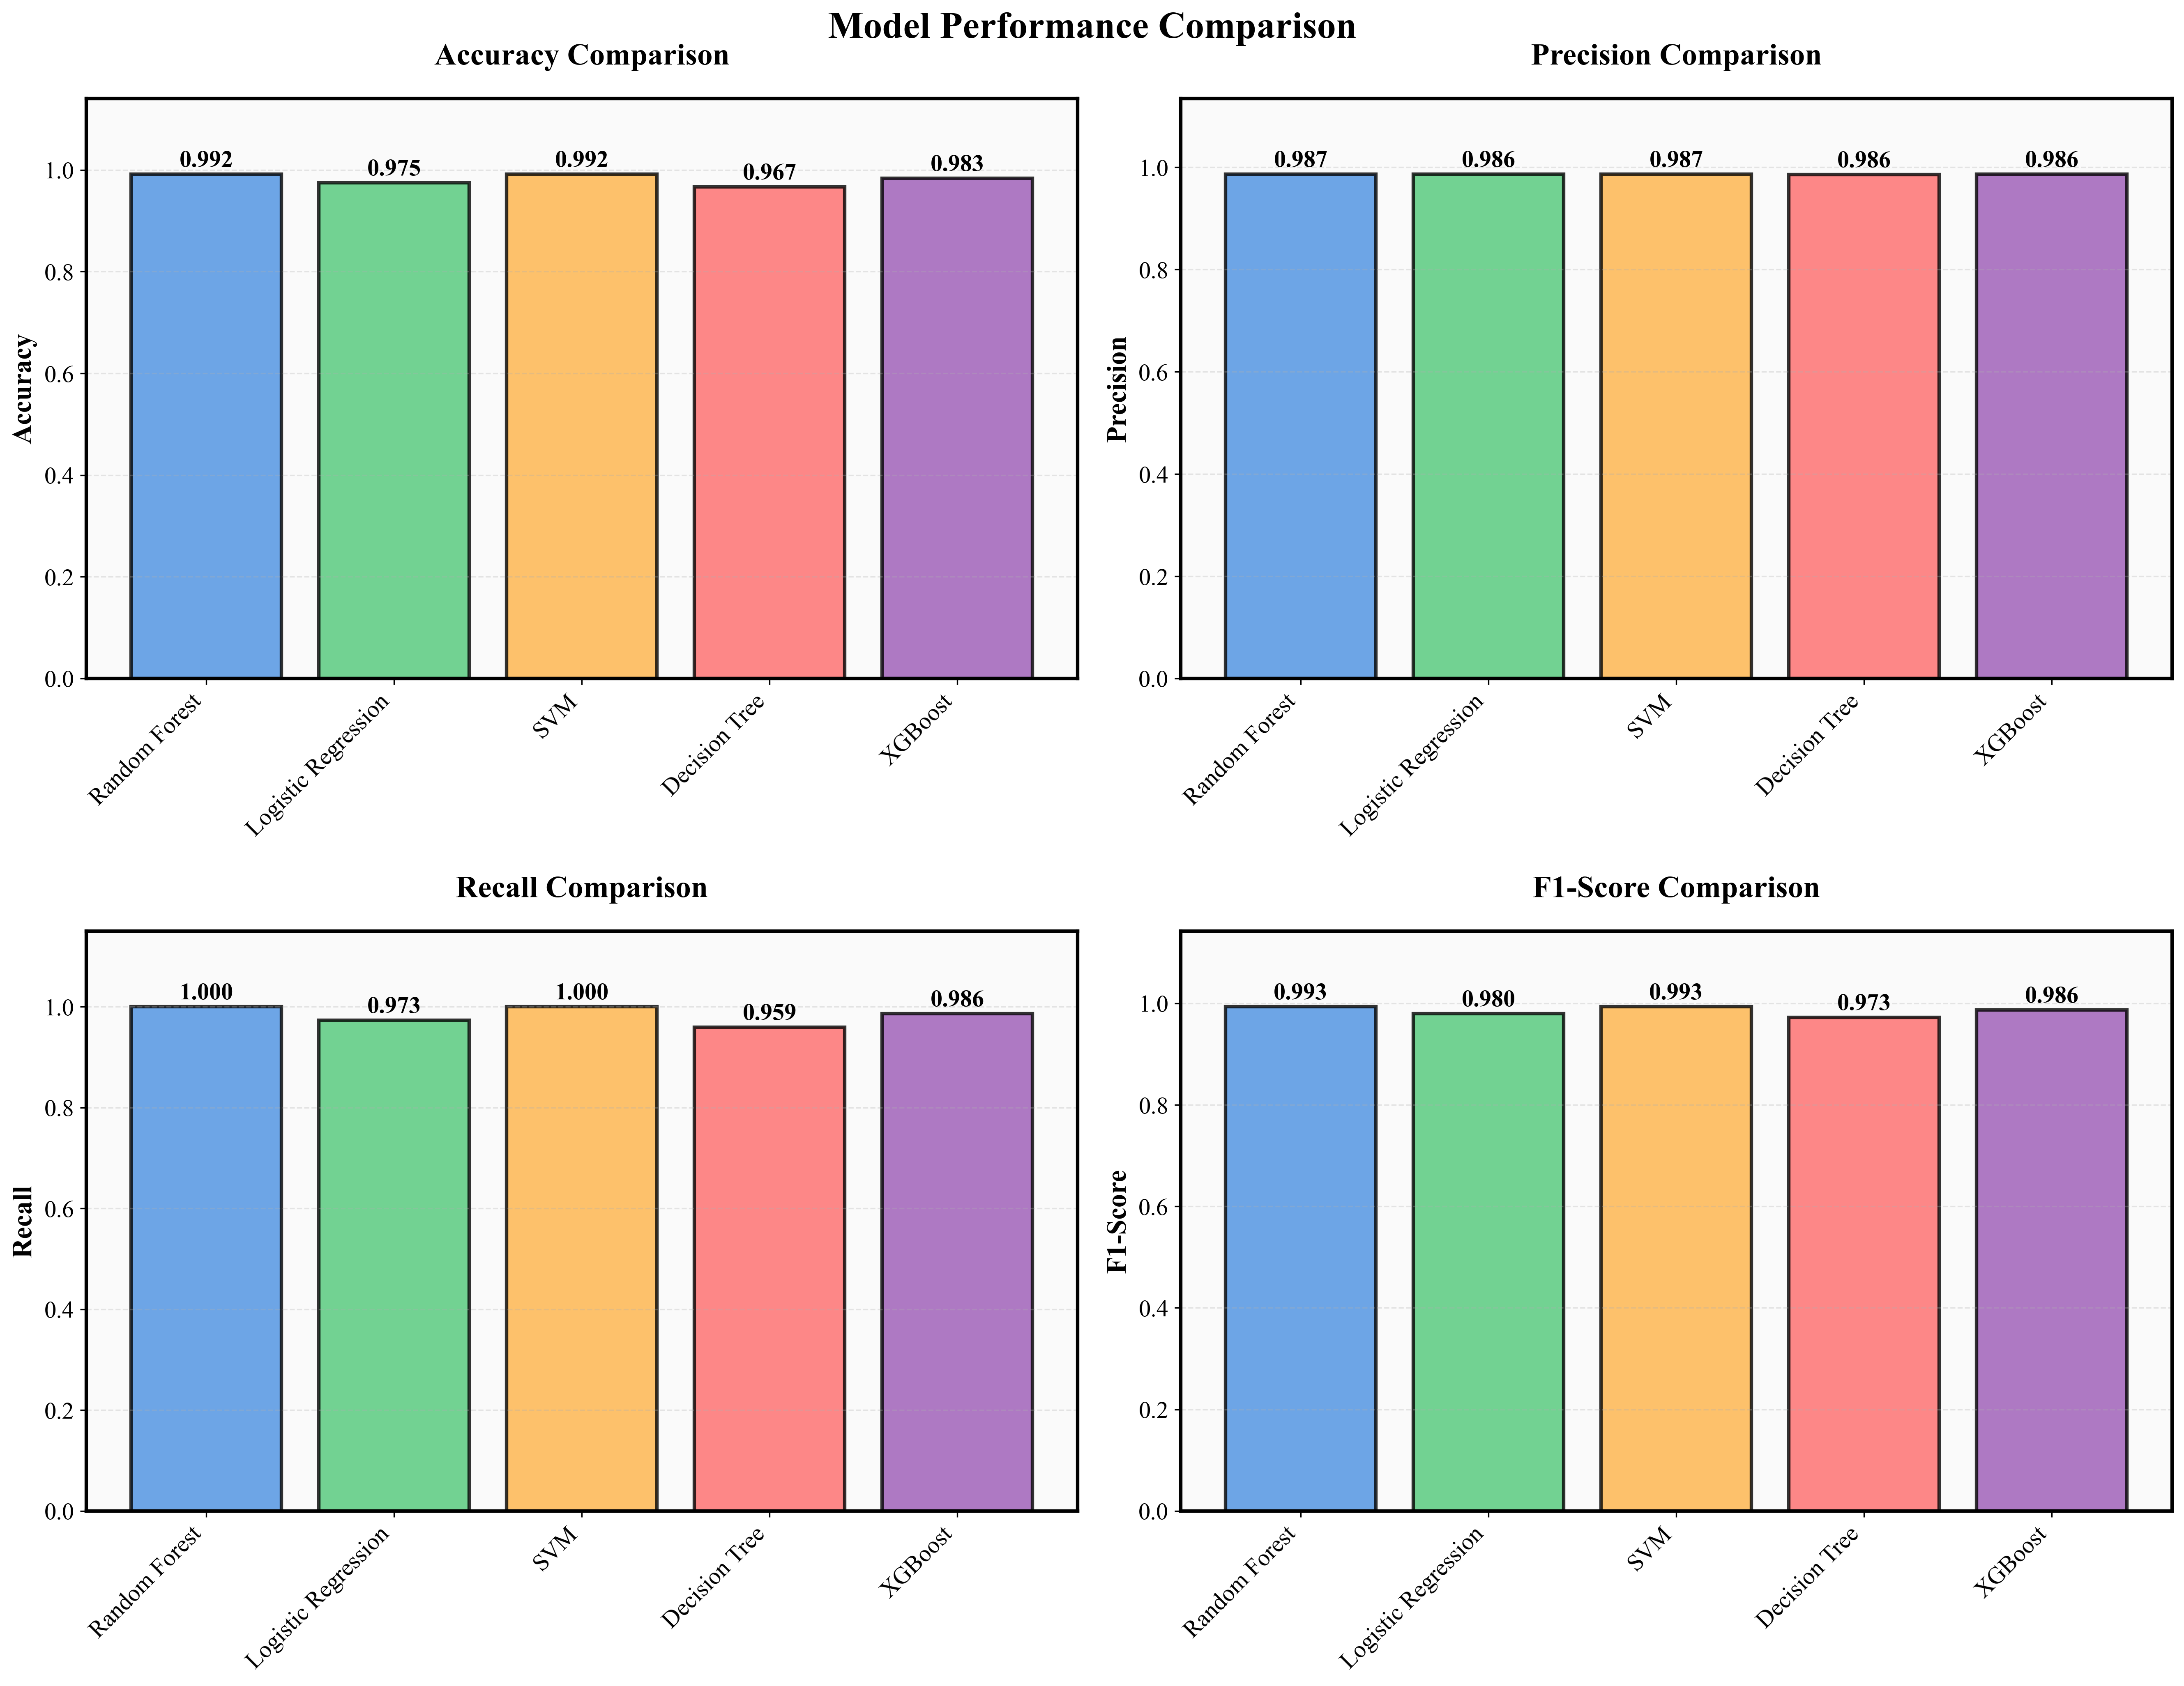 Model Performance Comparison
Accuracy Comparison
Accuracy
1.0
0.8
0.6
0.4
0.2
0.0
0.992
0.975
0.992
0.967
0.983
Random Forest
Logistic Regression
SVM
Decision Tree
XGBoost
Precision Comparison
Precision
1.0
0.8
0.6
0.4
0.2
0.0
0.987
0.986
0.987
0.986
0.986
Random Forest
Logistic Regression
SVM
Decision Tree
XGBoost
Recall Comparison
Recall
1.0
0.8
0.6
0.4
0.2
0.0
1.000
0.973
1.000
0.959
0.986
Random Forest
Logistic Regression
SVM
Decision Tree
XGBoost
F1-Score Comparison
F1-Score
1.0
0.8
0.6
0.4
0.2
0.0
0.993
0.980
0.993
0.973
0.986
Random Forest
Logistic Regression
SVM
Decision Tree
XGBoost